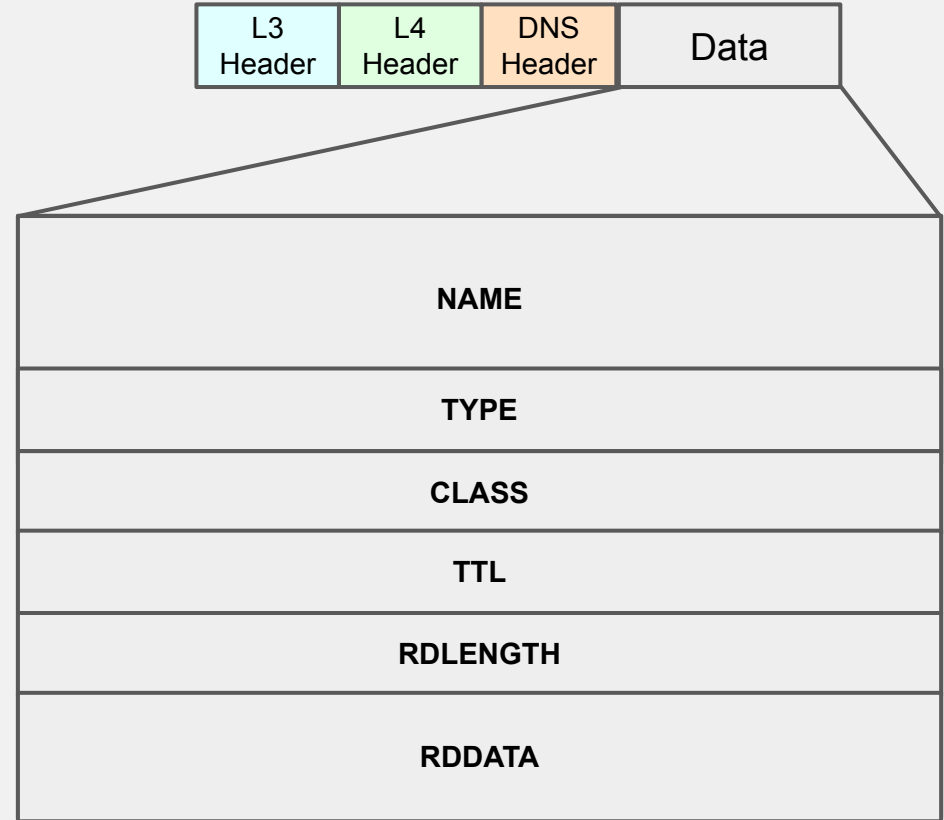 L3
Header
L4
Header
DNS
Header
Data
NAME
TYPE
CLASS
TTL
RDLENGTH
RDDATA